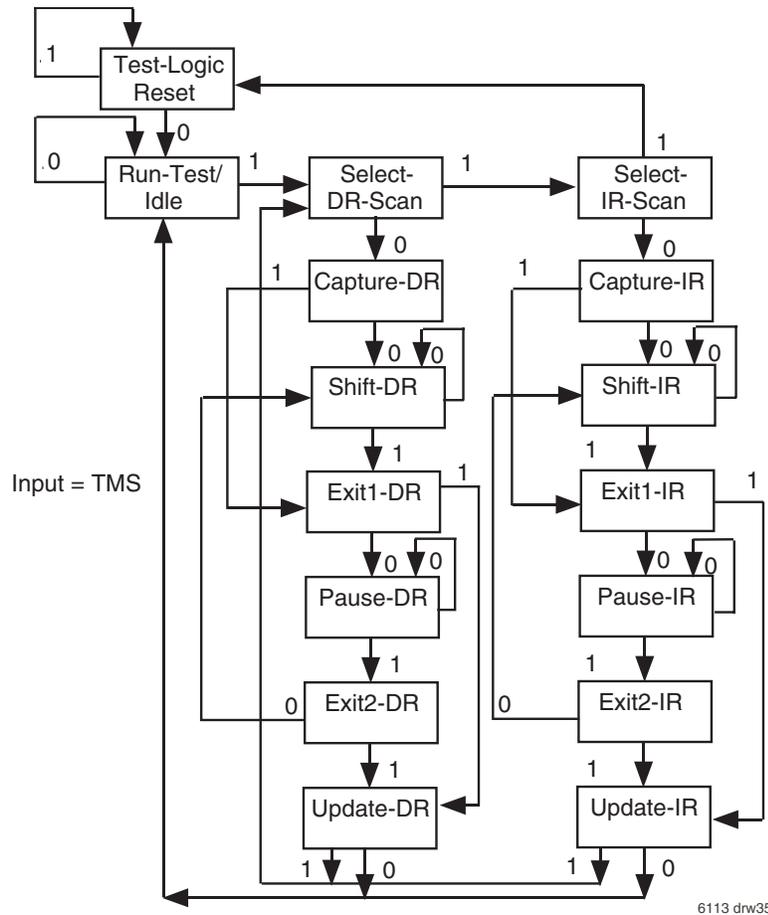 .1
Test-Logic
Reset
0
1
.0
Run-Test/
Idle
1
Select-
DR-Scan
1
Select-
IR-Scan
0
0
1
Capture-DR
1
Capture-IR
0
0
0
0
Shift-DR
Shift-IR
1
1
Input = TMS
Exit1-DR
1
Exit1-IR
1
0
0
0
0
Pause-DR
Pause-IR
1
1
0
Exit2-DR
0
Exit2-IR
1
1
Update-DR
Update-IR
1
0
1
0
6113 drw35